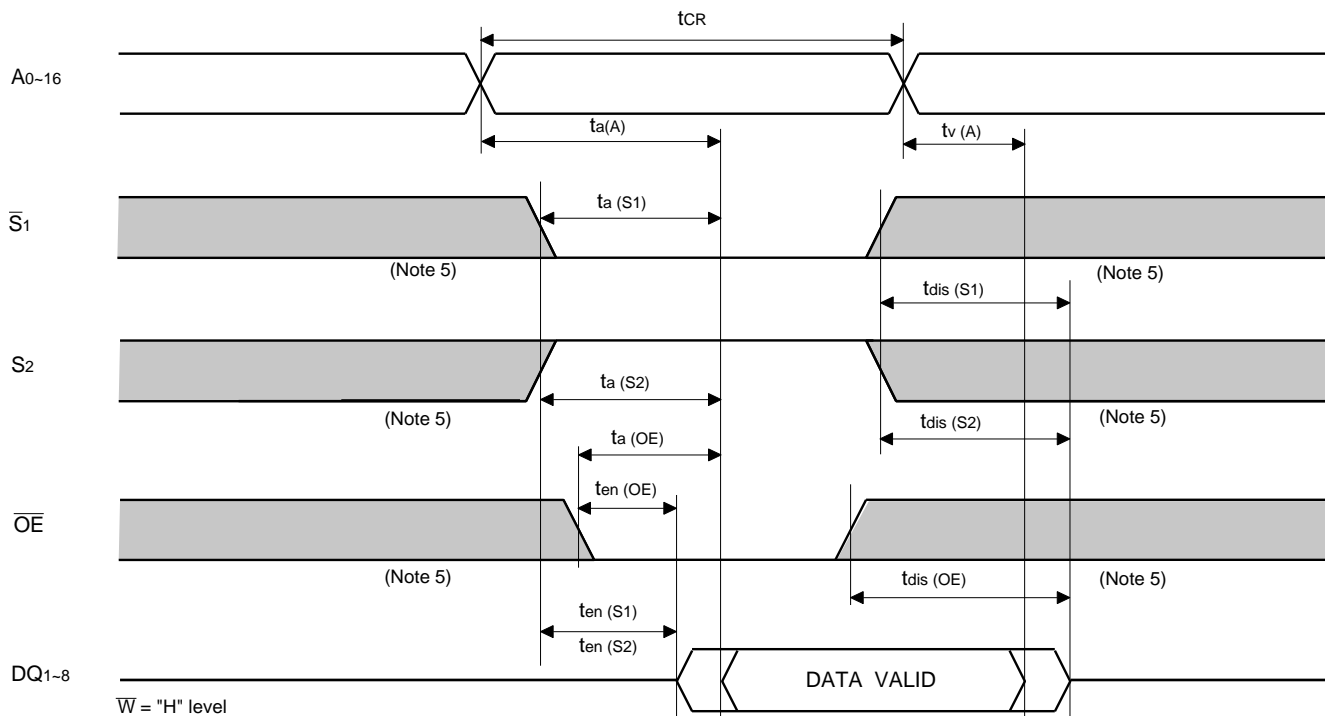 tCR
A0~16
ta(A)
tv (A)
S̅1
ta (S1)
(Note 5)
(Note 5)
tdis (S1)
S2
ta (S2)
(Note 5)
(Note 5)
tdis (S2)
ta (OE)
ten (OE)
O̅E̅
(Note 5)
(Note 5)
tdis (OE)
ten (S1)
ten (S2)
DQ1~8
DATA VALID
W̅ = "H" level